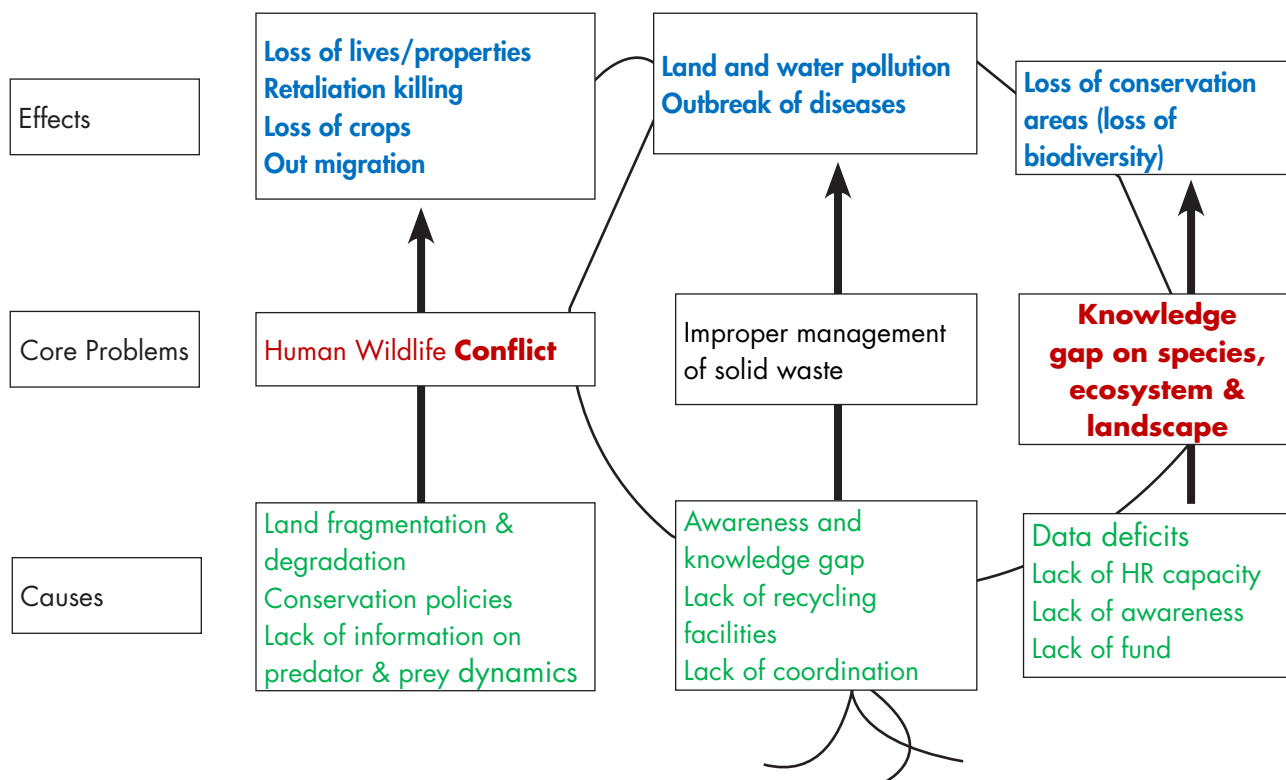 Effects
Loss of lives/properties
Retaliation killing
Loss of crops
Out migration
Land and water pollution
Outbreak of diseases
Loss of conservation
areas (loss of
biodiversity)
Core Problems
Human Wildlife Conflict
Improper management
of solid waste
Knowledge
gap on species,
ecosystem &
landscape
Causes
Land fragmentation &
degradation
Conservation policies
Lack of information on
predator & prey dynamics
Awareness and
knowledge gap
Lack of recycling
facilities
Lack of coordination
Data deficits
Lack of HR capacity
Lack of awareness
Lack of fund